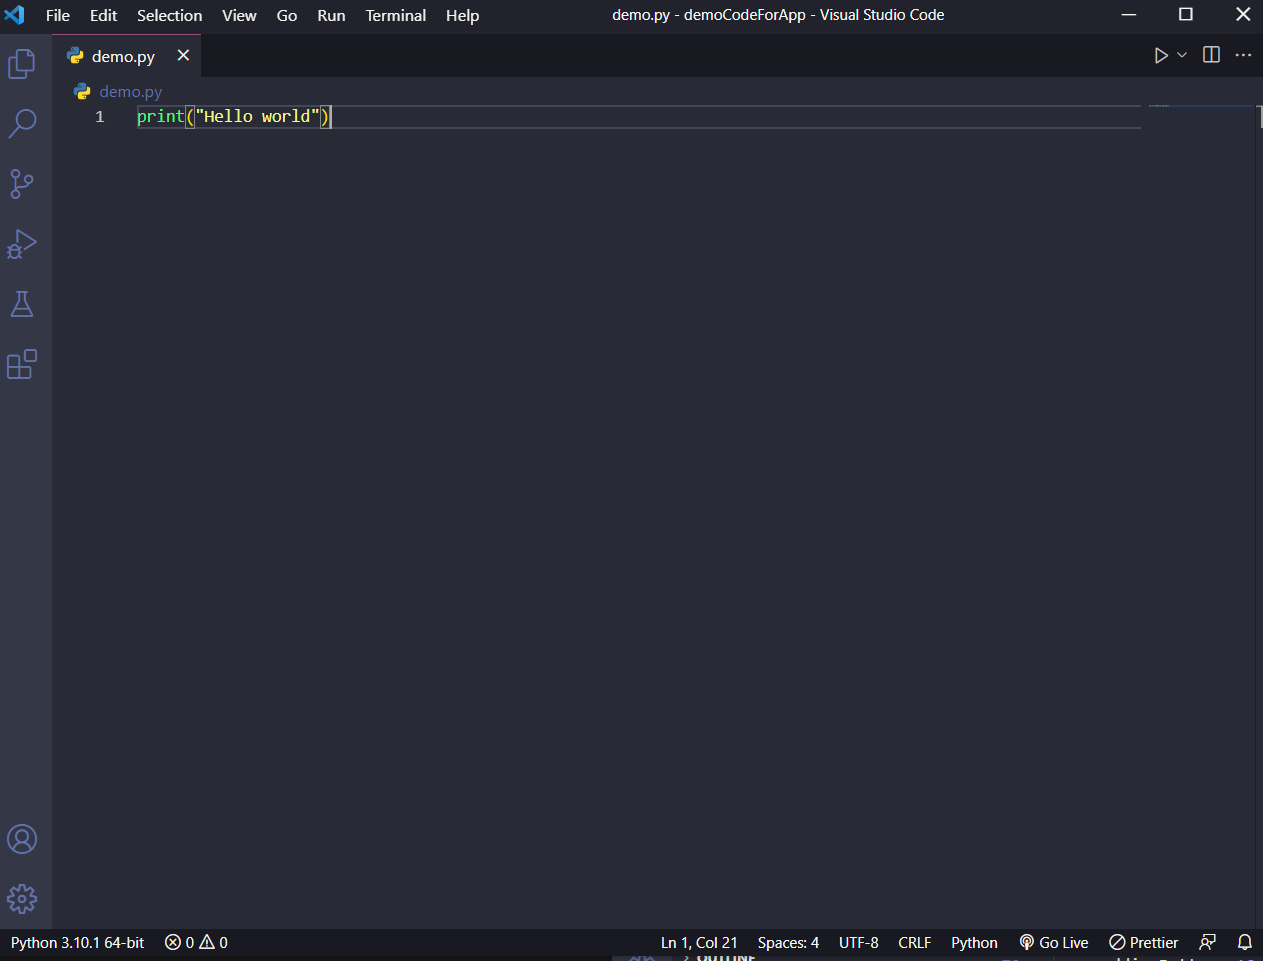 File Edit Selection View Go Run Terminal Help demo.py - demoCodeForApp - Visual Studio Code
demo.py
demo.py
1 print("Hello world")
Python 3.10.1 64-bit 0 0 Ln 1, Col 21 Spaces: 4 UTF-8 CRLF Python Go Live Prettier
OUTLINE